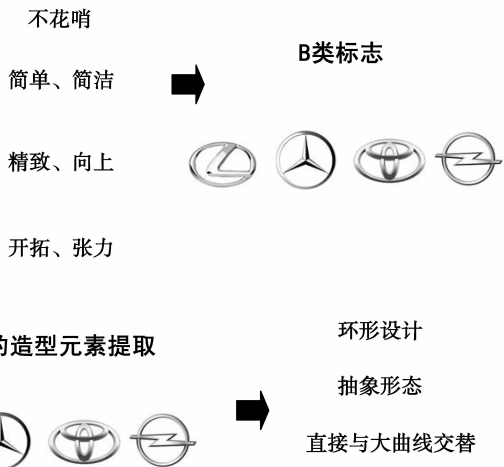 不花哨
简单、简洁
B类标志
精致、向上
开拓、张力
的造型元素提取
环形设计
抽象形态
直接与大曲线交替